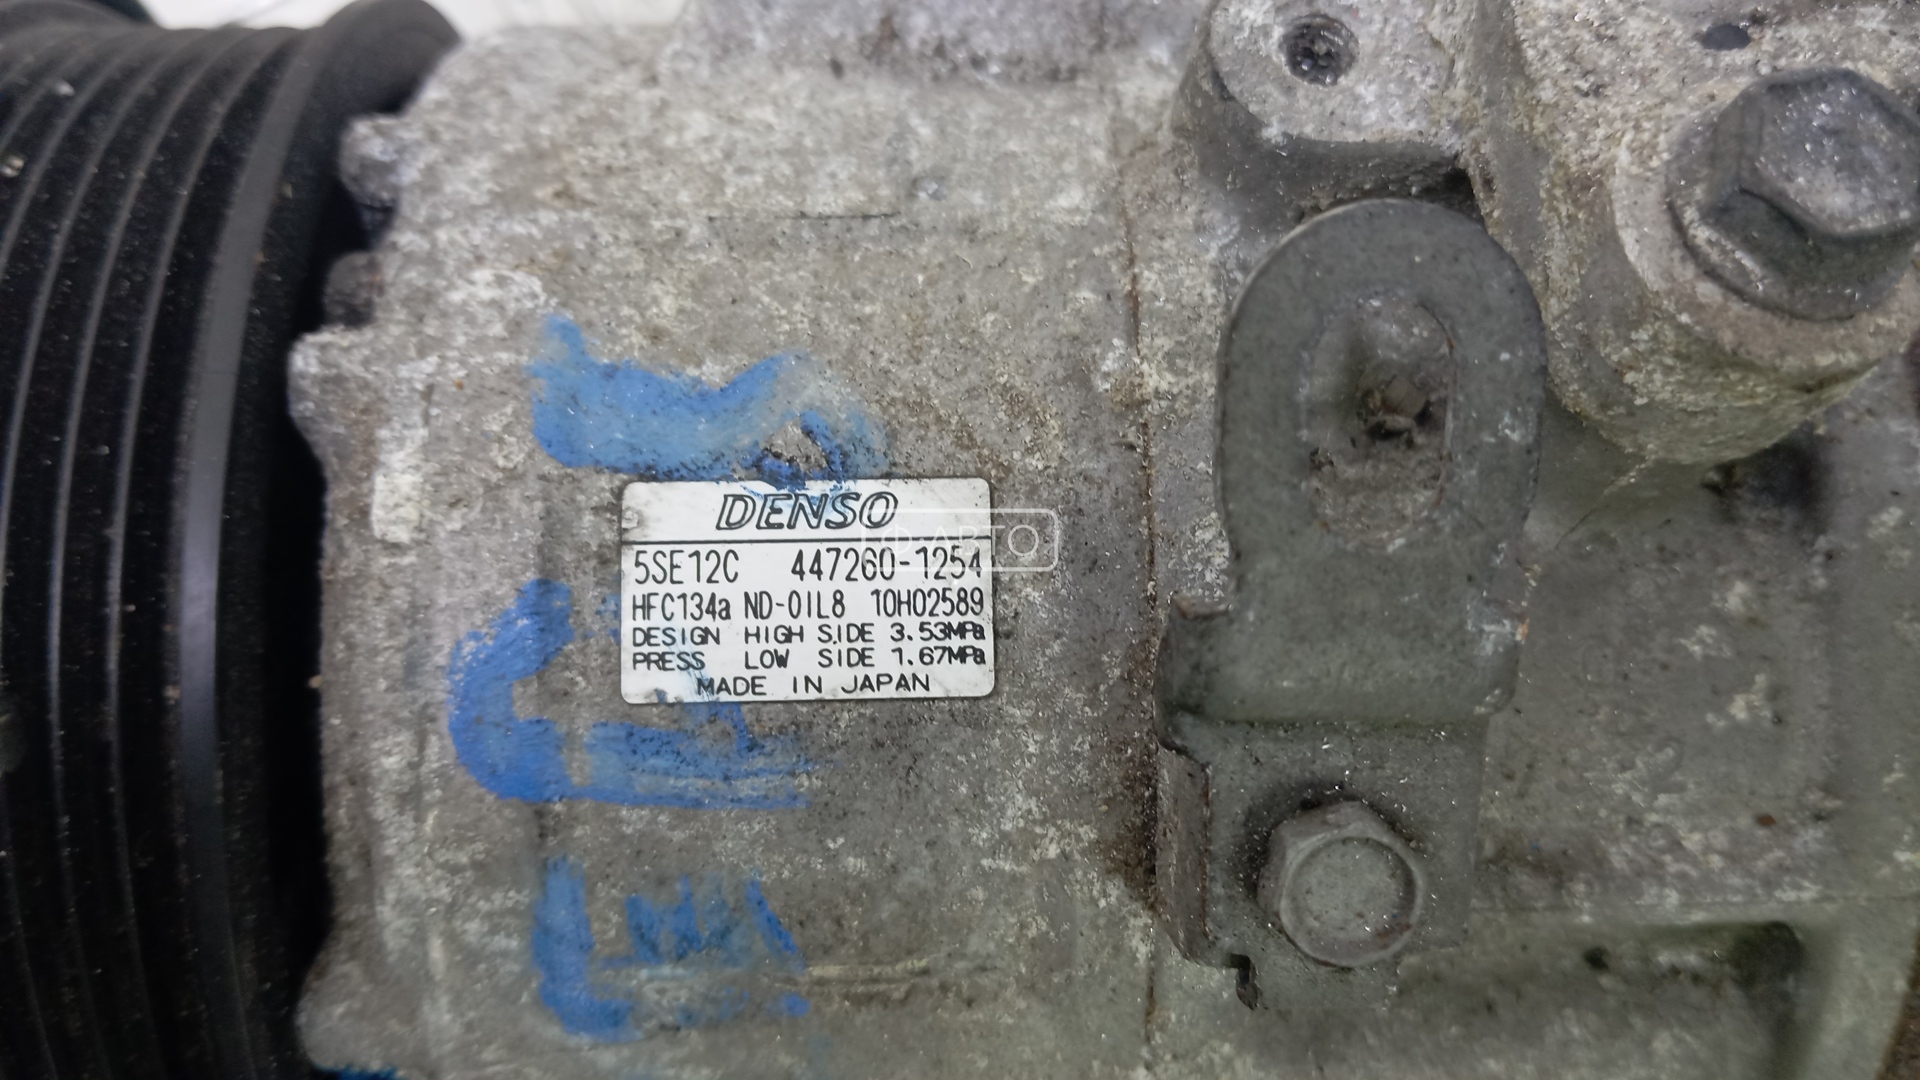 DENSO
Ф-АВТО
5SE12C 447260-1254
HFC134a ND-OIL8 10H02589
DESIGN HIGH SIDE 3.53MPa
PRESS LOW SIDE 1.67MPa
MADE IN JAPAN